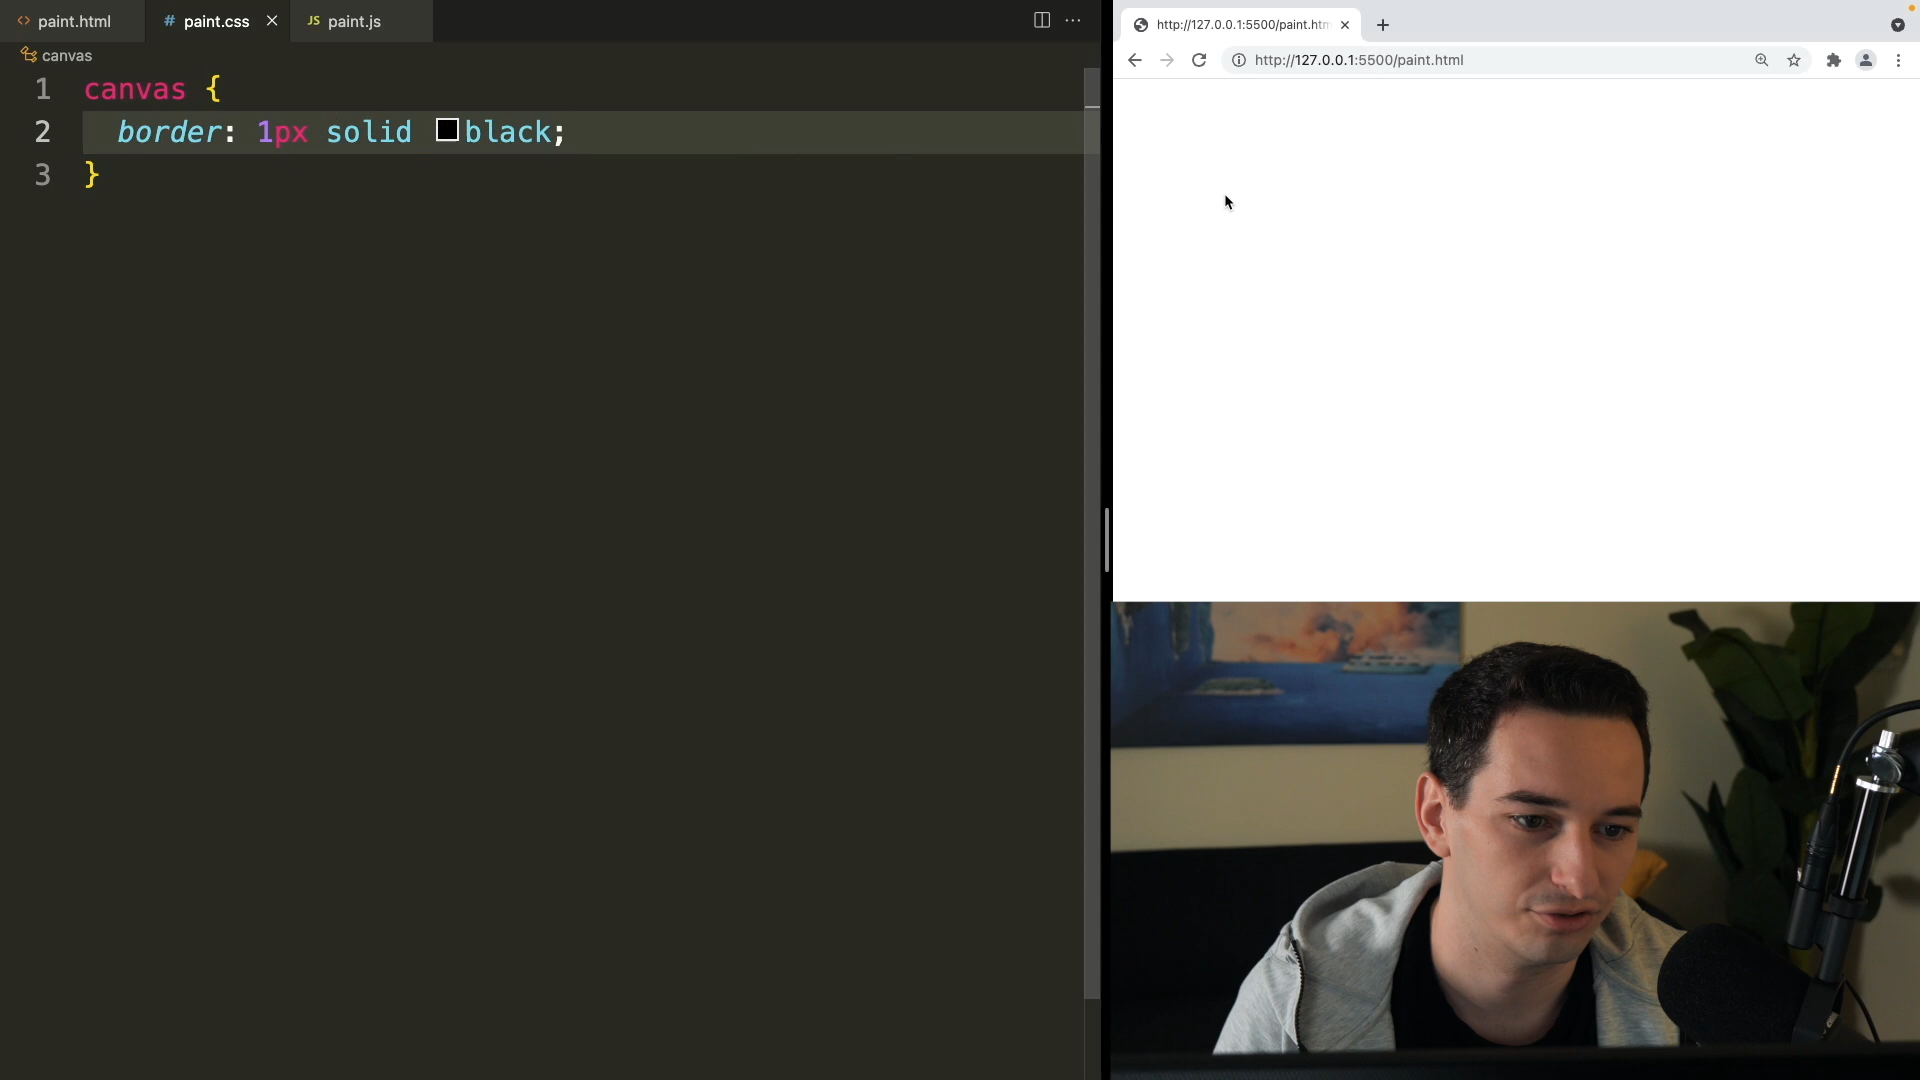 paint.html
paint.css
JS paint.js
canvas
1 canvas {
2 border: 1px solid black;
3 }
http://127.0.0.1:5500/paint.htm
http://127.0.0.1:5500/paint.html